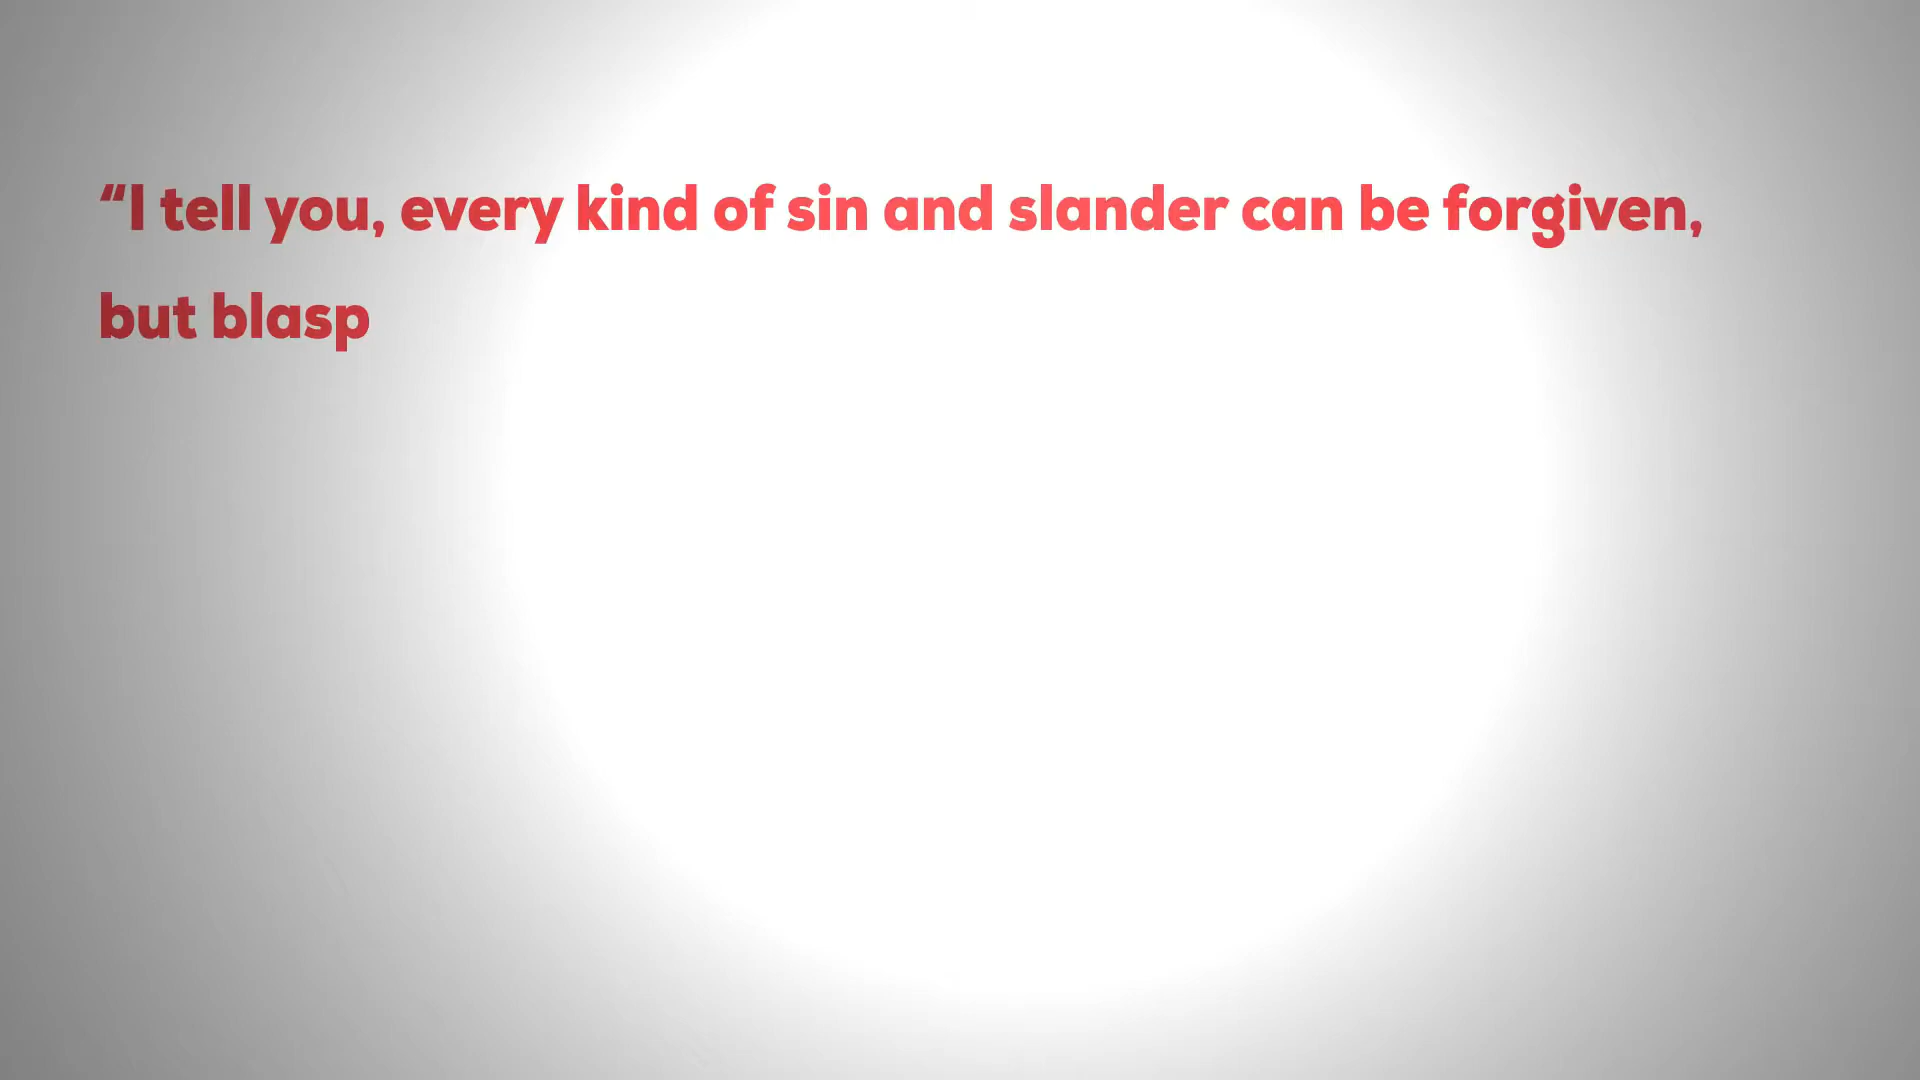 “I tell you, every kind of sin and slander can be forgiven,
but blasp